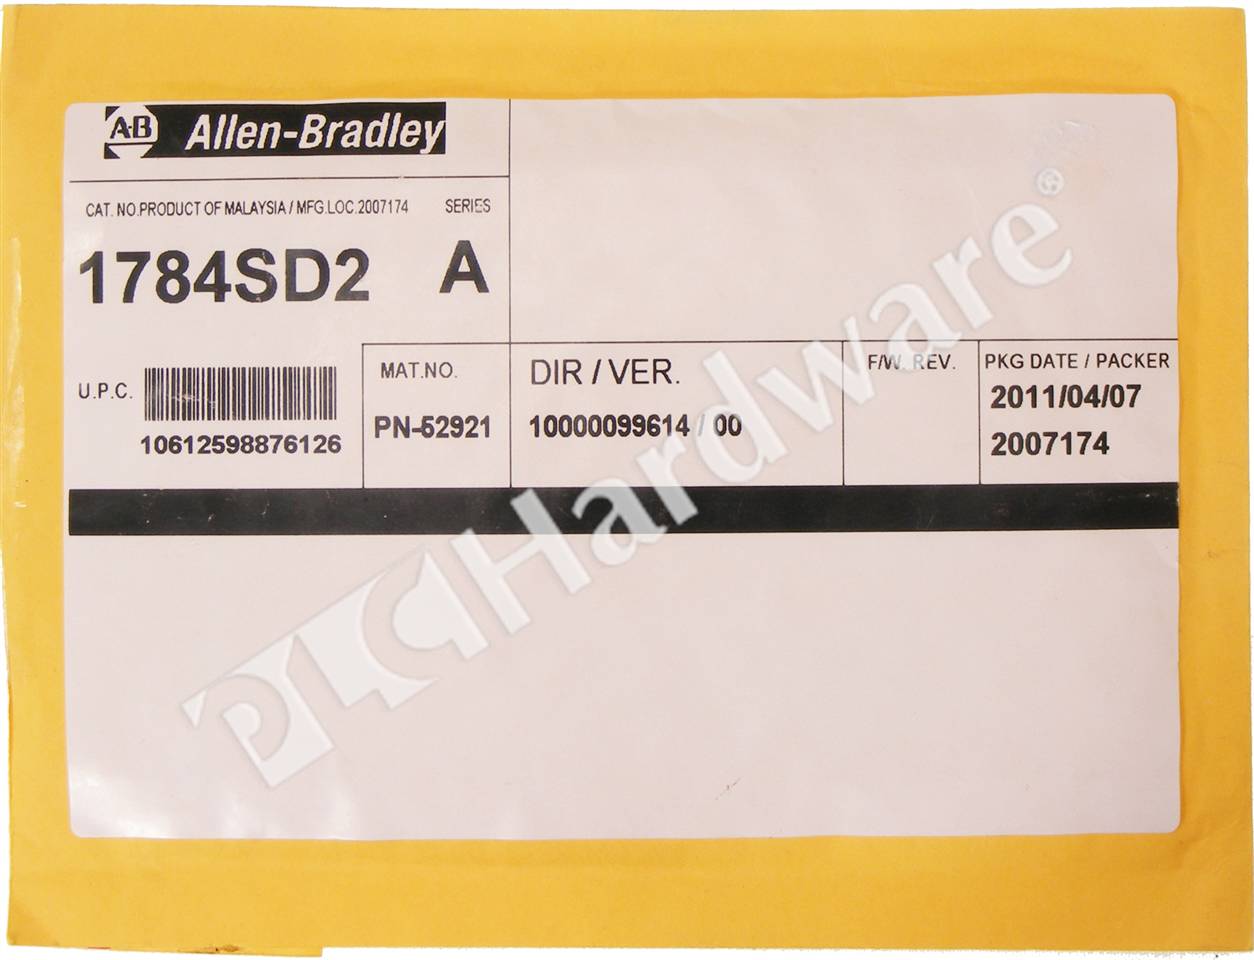 A-B Allen-Bradley
CAT. NO.PRODUCT OF MALAYSIA / MFG.LOC.2007174 SERIES
1784SD2 A
U.P.C.
10612598876126
MAT.NO.
PN-52921
DIR / VER.
10000099614 / 00
F/W. REV.
PKG DATE / PACKER
2011/04/07
2007174
PLCHardware®